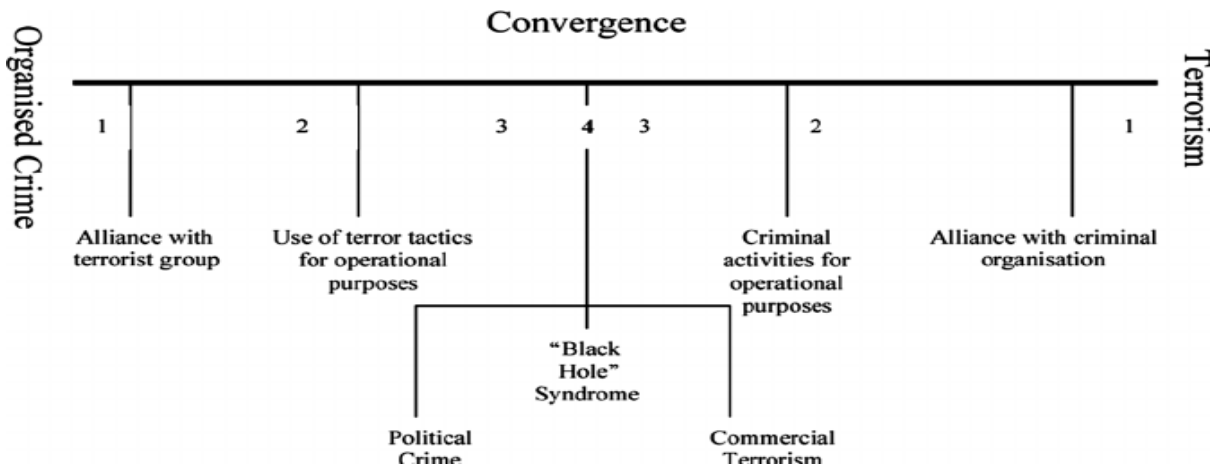 Convergence
Organised Crime
Terrorism
1
2
3
4
3
2
1
Alliance with
terrorist group
Use of terror tactics
for operational
purposes
Criminal
activities for
operational
purposes
Alliance with criminal
organisation
“Black
Hole”
Syndrome
Political
Crime
Commercial
Terrorism